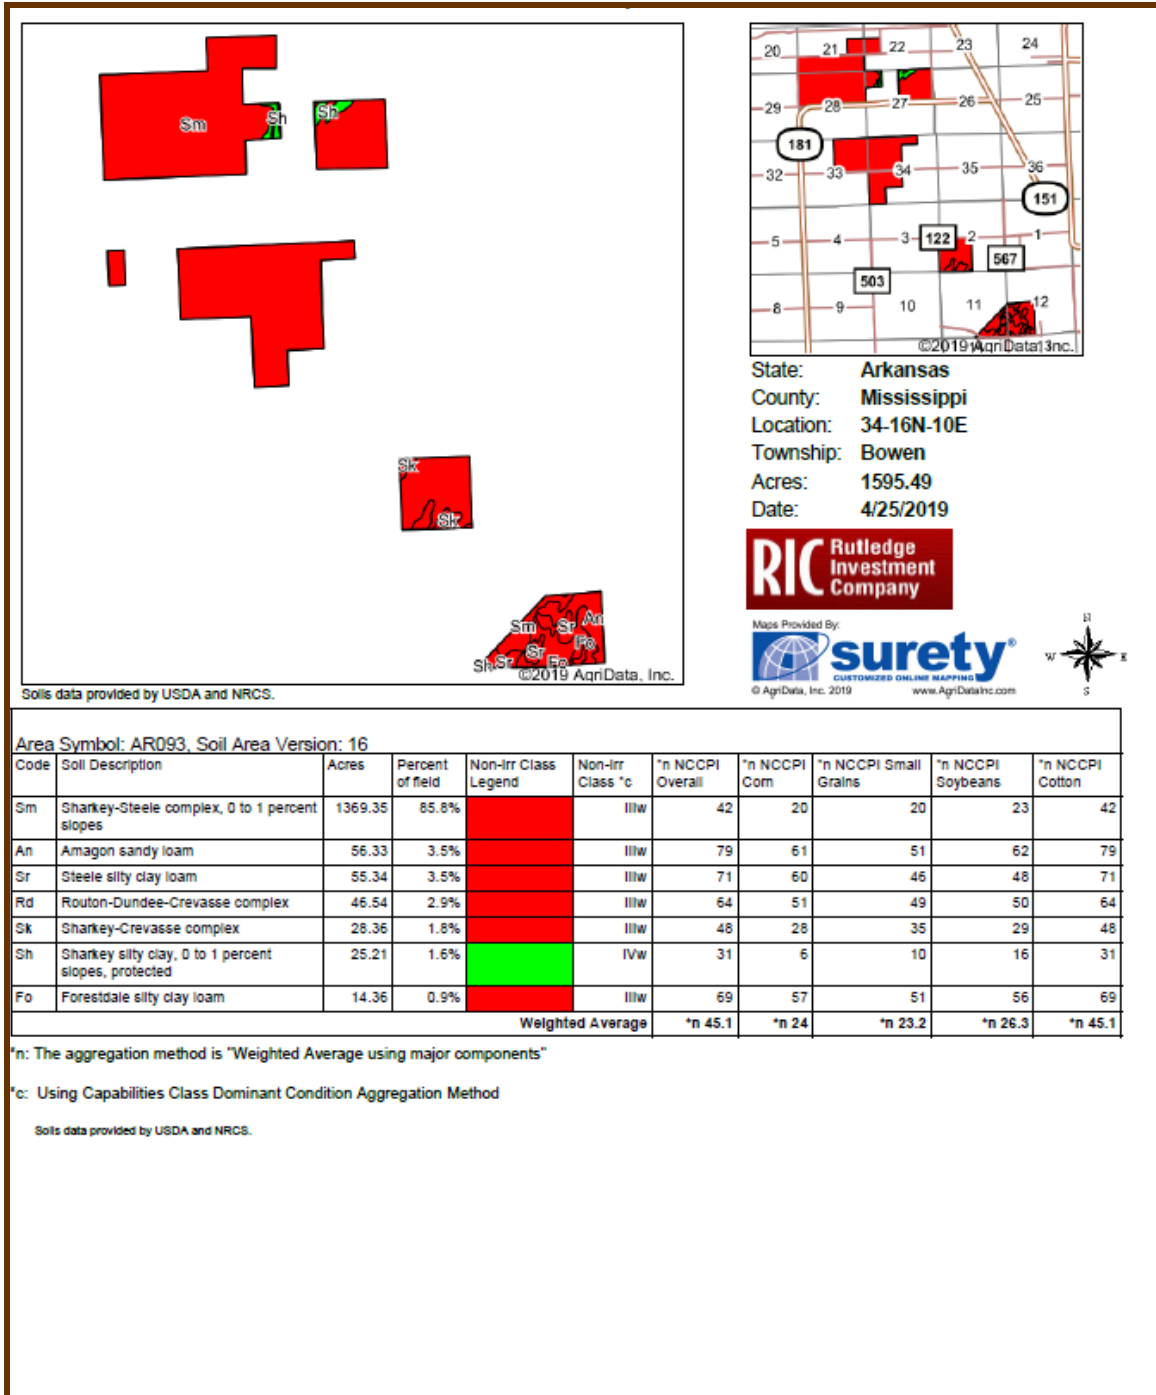 Sm
Sh
Sh
Sk
Sk
Sm
Sr
An
Fo
Sr
Sh
Sr
Fo
©2019 AgriData, Inc.
Soils data provided by USDA and NRCS.
20 21 22 23 24
29 28 27 26 25
181
32 33 34 35 36
151
5 4 3 122 2 1
567
503
8 9 10 11 12
©2019 AgriData, Inc.
State: Arkansas
County: Mississippi
Location: 34-16N-10E
Township: Bowen
Acres: 1595.49
Date: 4/25/2019
RIC Rutledge
Investment
Company
Maps Provided By:
surety®
CUSTOMIZED ONLINE MAPPING
© AgriData, Inc. 2019 www.AgriDataInc.com
N
W E
S
Area Symbol: AR093, Soil Area Version: 16
Code Soil Description Acres Percent of field Non-Irr Class Legend Non-Irr Class *c *n NCCPI Overall *n NCCPI Corn *n NCCPI Small Grains *n NCCPI Soybeans *n NCCPI Cotton
Sm Sharkey-Steele complex, 0 to 1 percent slopes 1369.35 85.8% IIIw 42 20 20 23 42
An Amagon sandy loam 56.33 3.5% IIIw 79 61 51 62 79
Sr Steele silty clay loam 55.34 3.5% IIIw 71 60 46 48 71
Rd Routon-Dundee-Crevasse complex 46.54 2.9% IIIw 64 51 49 50 64
Sk Sharkey-Crevasse complex 28.36 1.8% IIIw 48 28 35 29 48
Sh Sharkey silty clay, 0 to 1 percent slopes, protected 25.21 1.6% IVw 31 6 10 16 31
Fo Forestdale silty clay loam 14.36 0.9% IIIw 69 57 51 56 69
Weighted Average *n 45.1 *n 24 *n 23.2 *n 26.3 *n 45.1
*n: The aggregation method is "Weighted Average using major components"
*c: Using Capabilities Class Dominant Condition Aggregation Method
Soils data provided by USDA and NRCS.